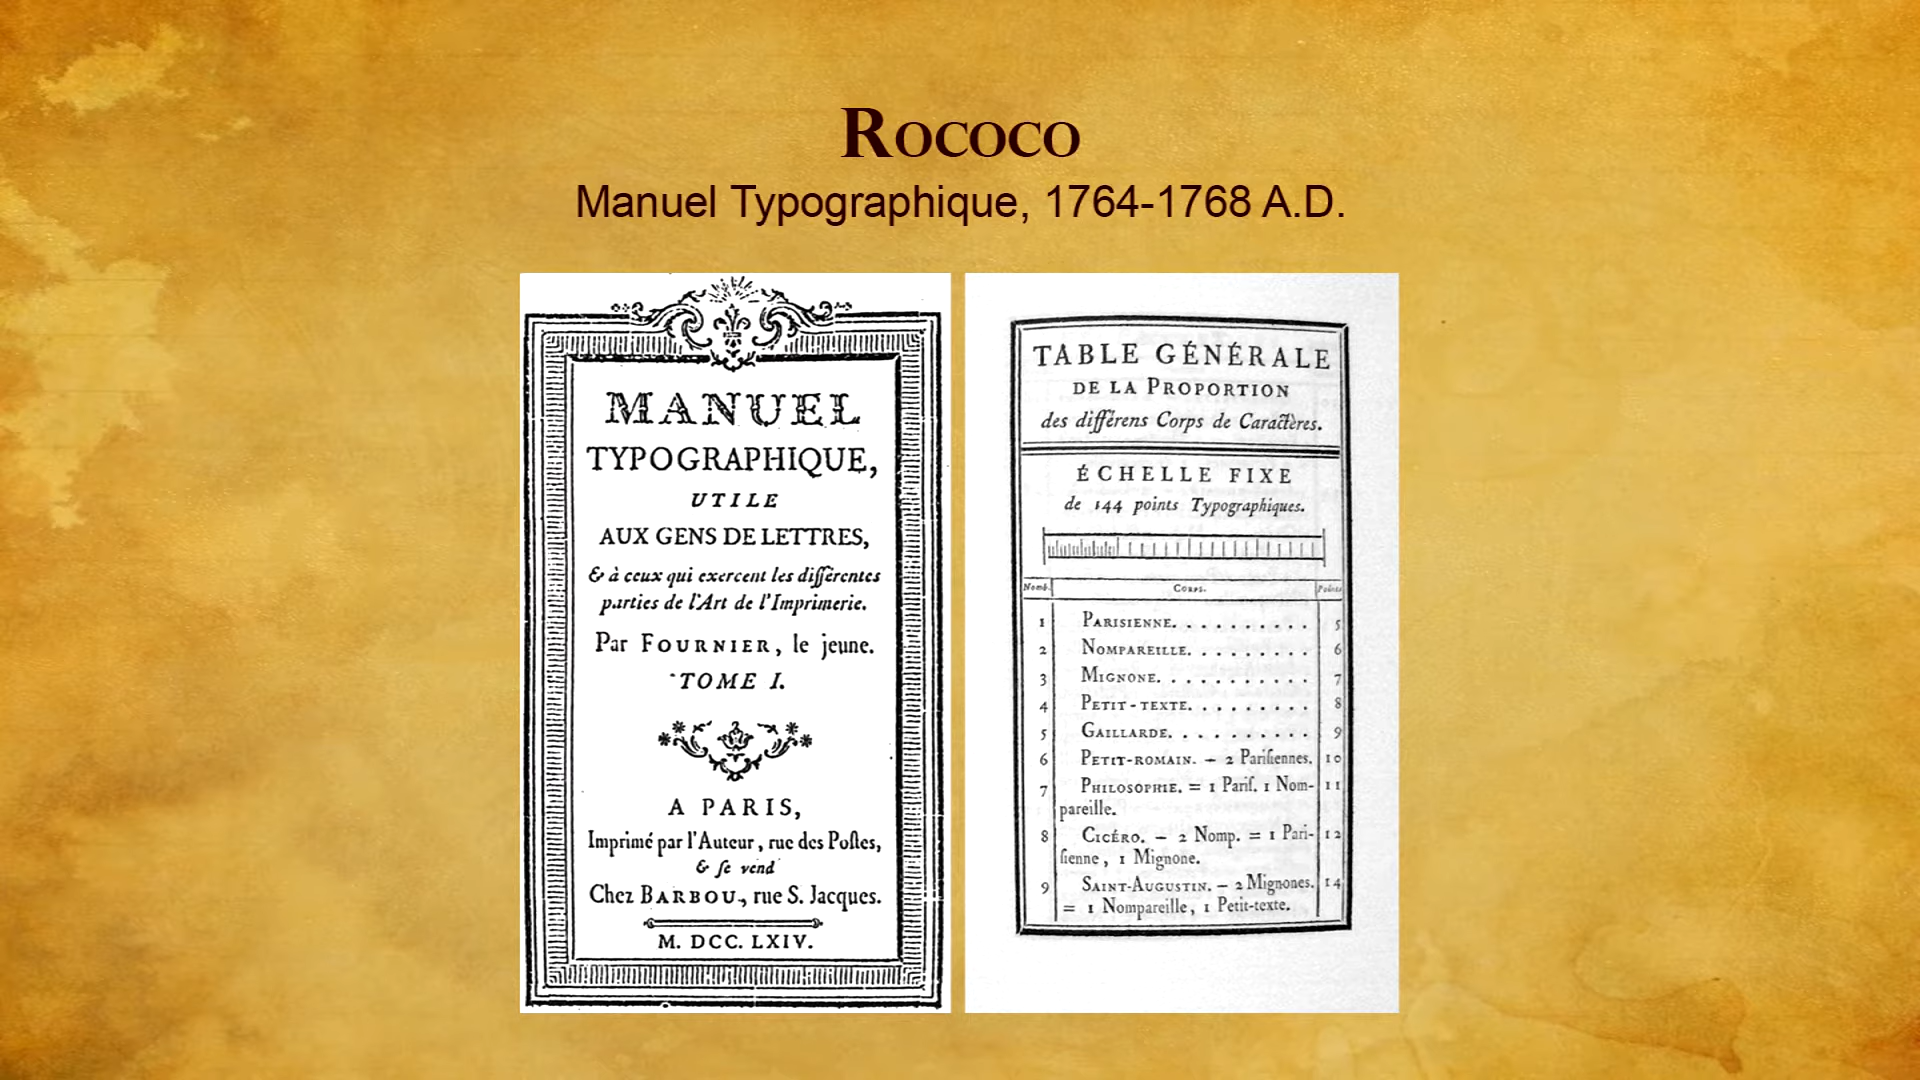 Rococo
Manuel Typographique, 1764-1768 A.D.
MANUEL
TYPOGRAPHIQUE,
UTILE
AUX GENS DE LETTRES,
& à ceux qui exercent les différentes
parties de l'Art de l'Imprimerie.
Par FOURNIER, le jeune.
TOME I.
A PARIS,
Imprimé par l'Auteur, rue des Poſtes,
& ſe vend
Chez BARBOU, rue S. Jacques.
M. DCC. LXIV.
TABLE GÉNÉRALE
DE LA PROPORTION
des différens Corps de Caractères.
ÉCHELLE FIXE
de 144 points Typographiques.
Nomb. Corps. Points
1 PARISIENNE. . . . . . . . . . . 5
2 NOMPAREILLE. . . . . . . . . . 6
3 MIGNONE. . . . . . . . . . . . 7
4 PETIT-TEXTE. . . . . . . . . . 8
5 GAILLARDE. . . . . . . . . . . 9
6 PETIT-ROMAIN. – 2 Pariſiennes. 10
7 PHILOSOPHIE. = 1 Pariſ. 1 Nom- 11
pareille.
8 CICÉRO. – 2 Nomp. = 1 Pari- 12
ſienne, 1 Mignone.
9 SAINT-AUGUSTIN. – 2 Mignones. 14
= 1 Nompareille, 1 Petit-texte.